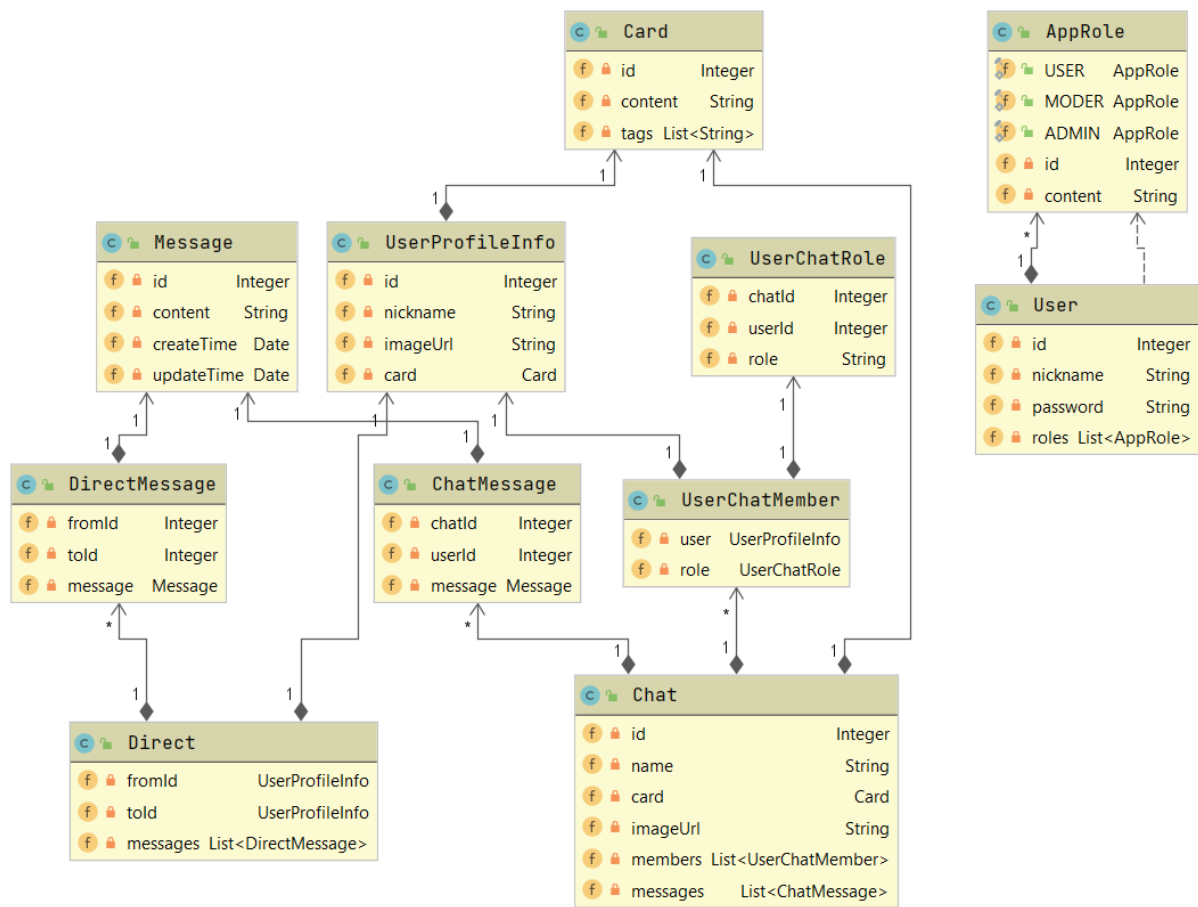 Card
id Integer
content String
tags List<String>
AppRole
USER AppRole
MODER AppRole
ADMIN AppRole
id Integer
content String
1
1
1
Message
id Integer
content String
createTime Date
updateTime Date
UserProfileInfo
id Integer
nickname String
imageUrl String
card Card
UserChatRole
chatId Integer
userId Integer
role String
*
1
User
id Integer
nickname String
password String
roles List<AppRole>
1
1
1
1
1
1
1
1
1
1
DirectMessage
fromId Integer
toId Integer
message Message
ChatMessage
chatId Integer
userId Integer
message Message
UserChatMember
user UserProfileInfo
role UserChatRole
*
*
*
1
1
1
1
1
Direct
fromId UserProfileInfo
toId UserProfileInfo
messages List<DirectMessage>
Chat
id Integer
name String
card Card
imageUrl String
members List<UserChatMember>
messages List<ChatMessage>